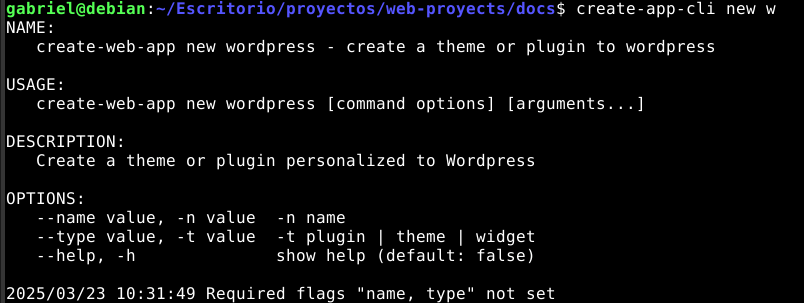 gabriel@debian:~/Escritorio/proyectos/web-proyects/docs$ create-app-cli new w
NAME:
   create-web-app new wordpress - create a theme or plugin to wordpress

USAGE:
   create-web-app new wordpress [command options] [arguments...]

DESCRIPTION:
   Create a theme or plugin personalized to Wordpress

OPTIONS:
   --name value, -n value  -n name
   --type value, -t value  -t plugin | theme | widget
   --help, -h              show help (default: false)

2025/03/23 10:31:49 Required flags "name, type" not set